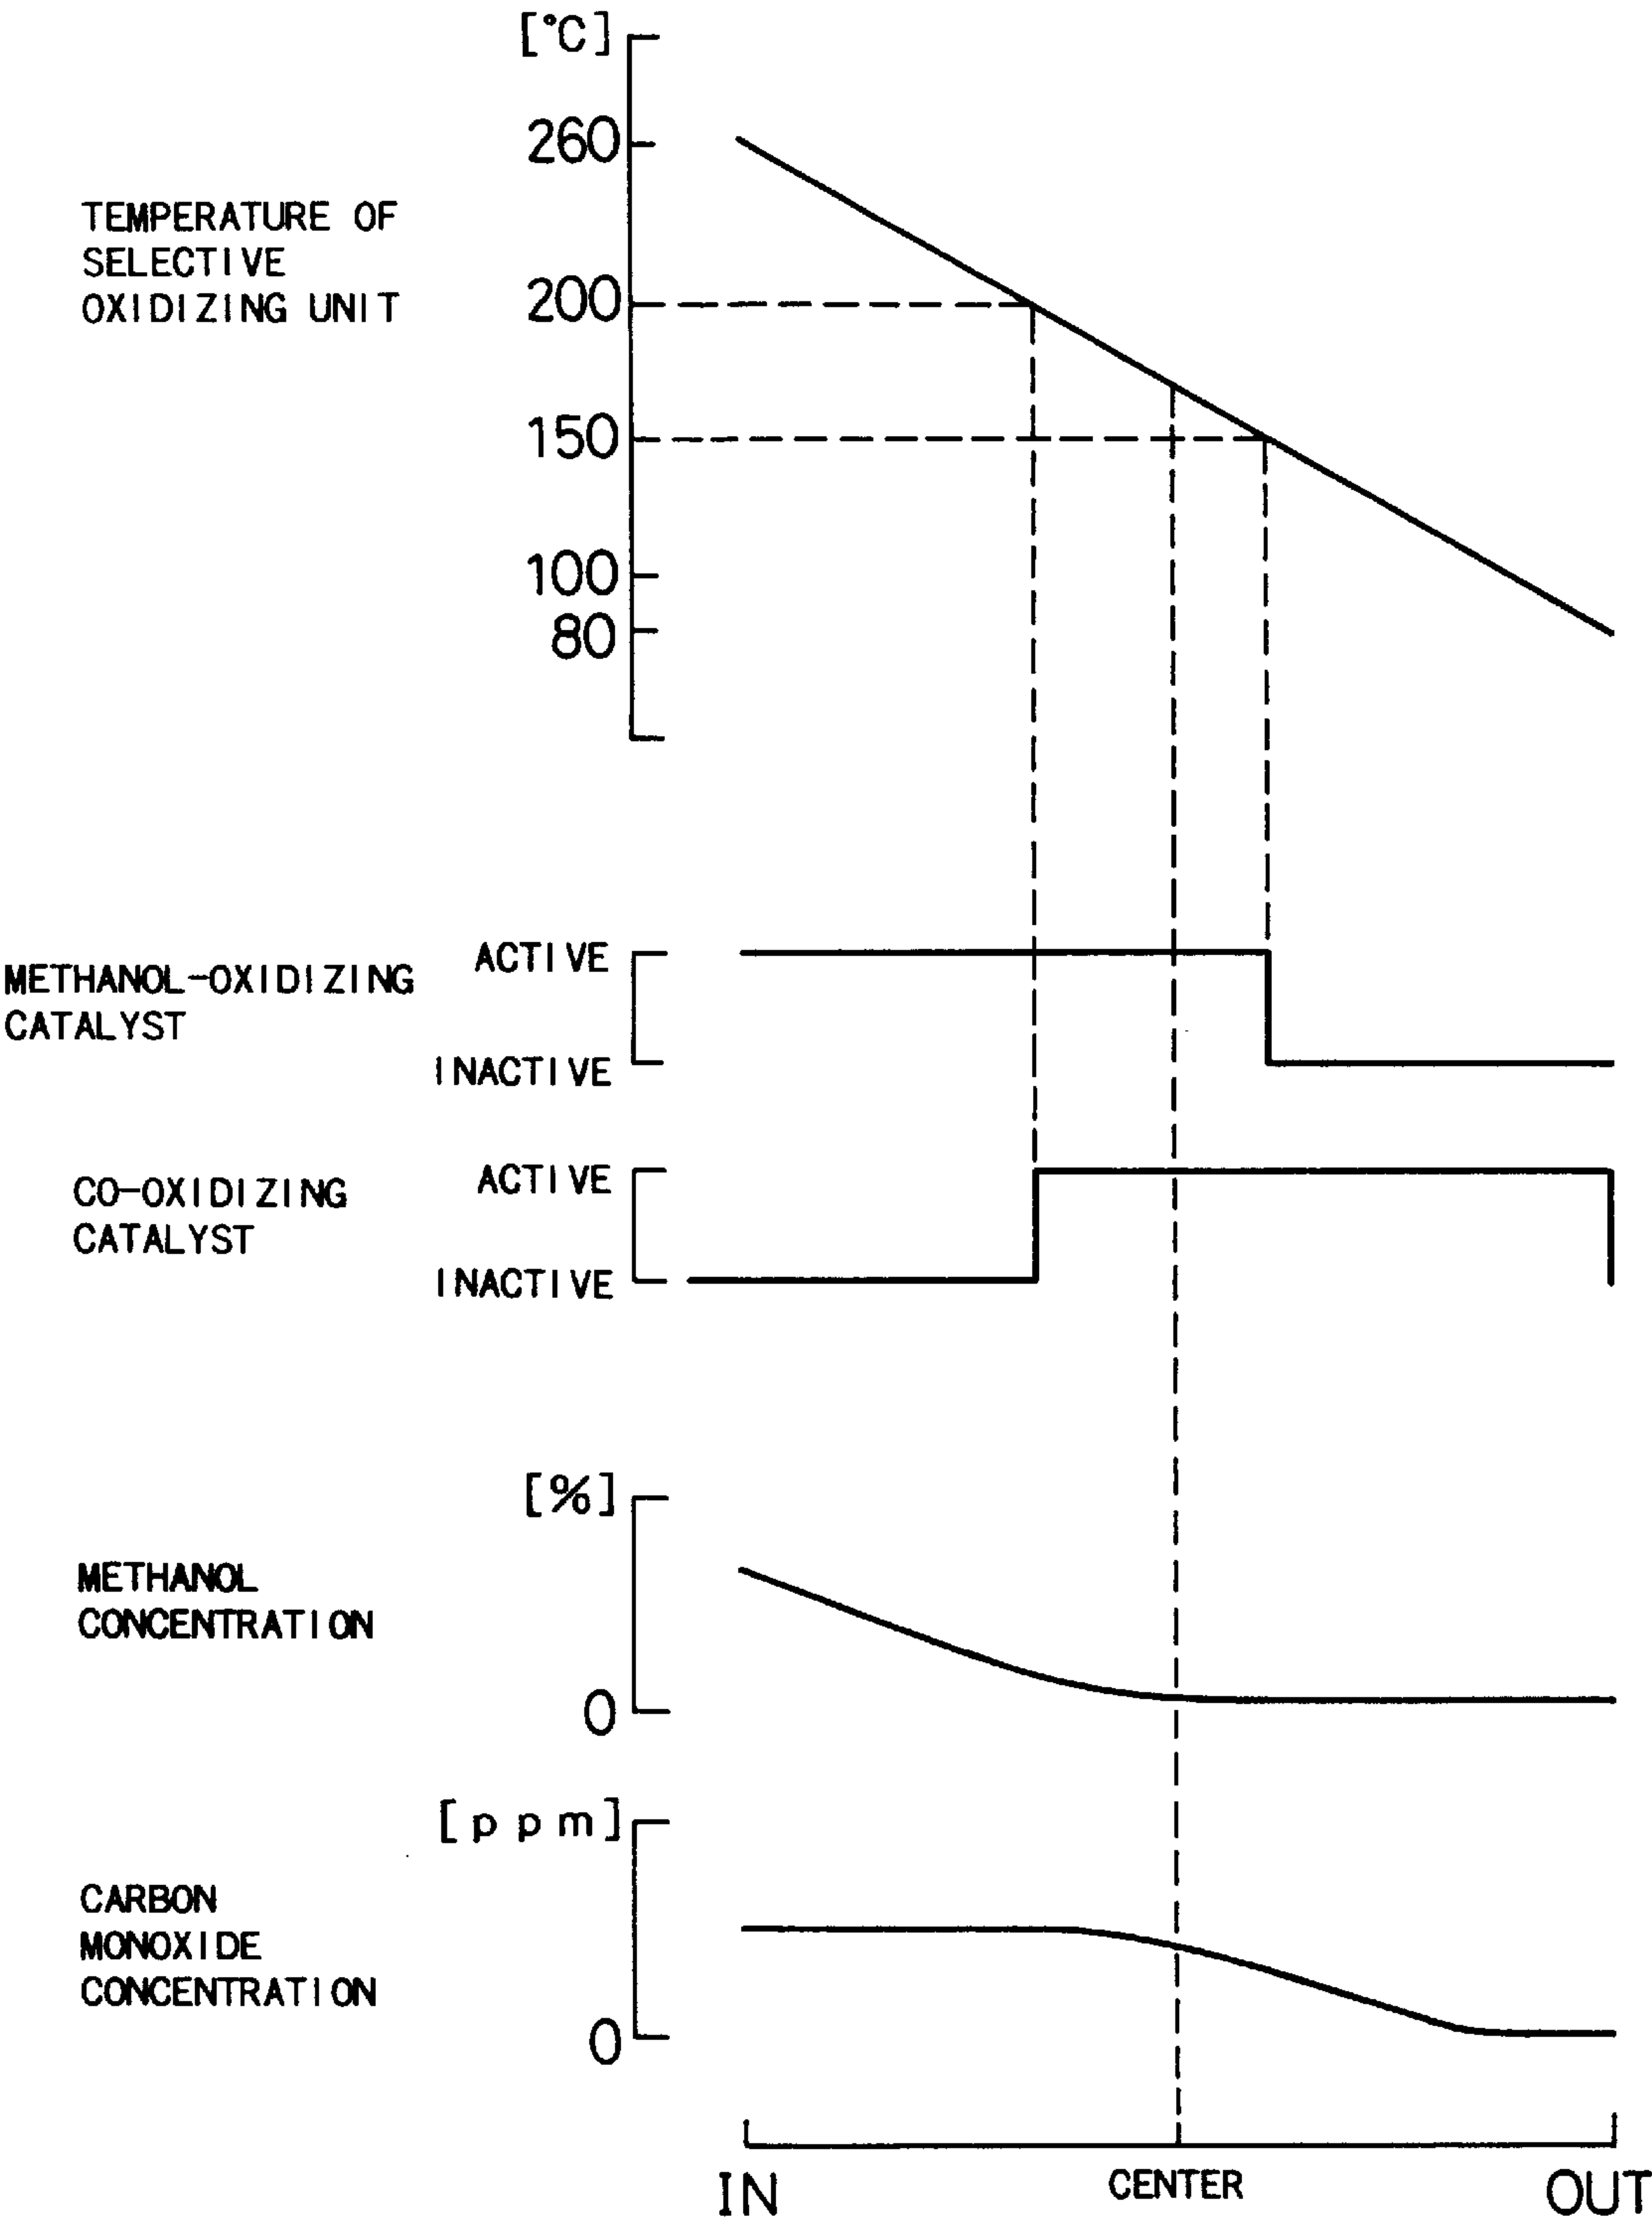 [°C]
260
TEMPERATURE OF
SELECTIVE
OXIDIZING UNIT
200
150
100
80
METHANOL-OXIDIZING
CATALYST
ACTIVE
INACTIVE
CO-OXIDIZING
CATALYST
ACTIVE
INACTIVE
[%]
METHANOL
CONCENTRATION
0
[ppm]
CARBON
MONOXIDE
CONCENTRATION
0
IN
CENTER
OUT